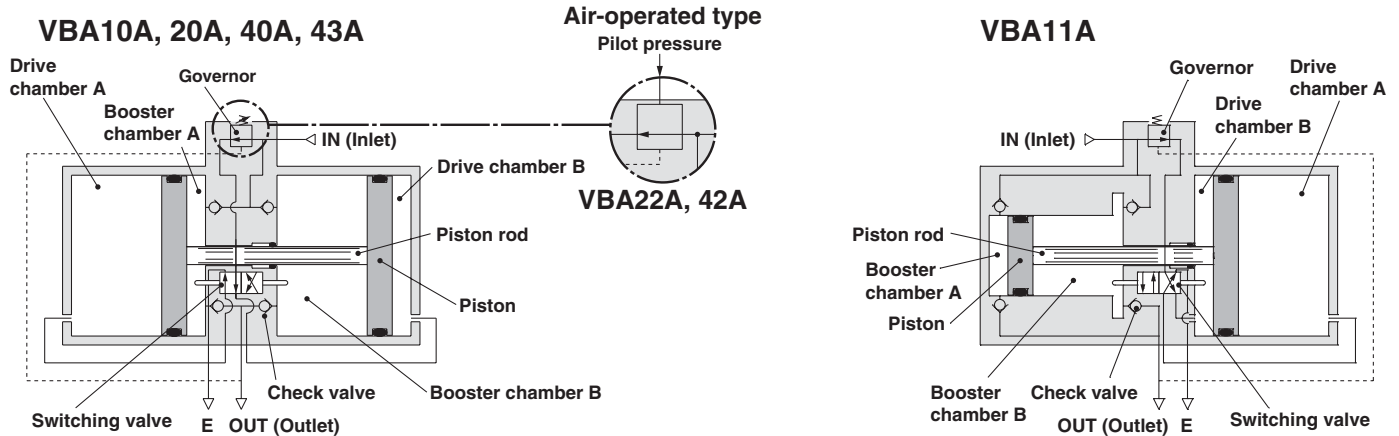 VBA10A, 20A, 40A, 43A
Drive
chamber A
Governor
Booster
chamber A
IN (Inlet)
Drive chamber B
Piston rod
Piston
Booster chamber B
Check valve
Switching valve
E
OUT (Outlet)
Air-operated type
Pilot pressure
VBA22A, 42A
VBA11A
Governor
Drive
chamber A
Drive
chamber B
IN (Inlet)
Piston rod
Booster
chamber A
Piston
Booster
chamber B
Check valve
OUT (Outlet)
E
Switching valve